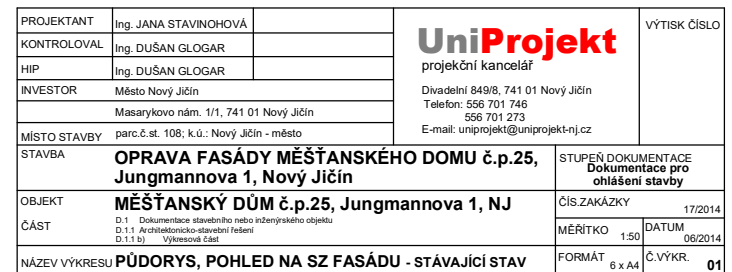 PROJEKTANT Ing. JANA STAVINOHOVÁ
KONTROLOVAL Ing. DUŠAN GLOGAR
HIP Ing. DUŠAN GLOGAR
INVESTOR Město Nový Jičín
Masarykovo nám. 1/1, 741 01 Nový Jičín
MÍSTO STAVBY parc.č.st. 108; k.ú.: Nový Jičín - město
UniProjekt
projekční kancelář
Divadelní 849/8, 741 01 Nový Jičín
Telefon: 556 701 746
556 701 273
E-mail: uniprojekt@uniprojekt-nj.cz
VÝTISK ČÍSLO
STAVBA OPRAVA FASÁDY MĚŠŤANSKÉHO DOMU č.p.25,
Jungmannova 1, Nový Jičín
STUPEŇ DOKUMENTACE
Dokumentace pro
ohlášení stavby
OBJEKT MĚŠŤANSKÝ DŮM č.p.25, Jungmannova 1, NJ
ČÁST D.1 Dokumentace stavebního nebo inženýrského objektu
D.1.1 Architektonicko-stavební řešení
D.1.1 b) Výkresová část
ČÍS.ZAKÁZKY 17/2014
MĚŘÍTKO 1:50 DATUM 06/2014
NÁZEV VÝKRESU PŮDORYS, POHLED NA SZ FASÁDU - STÁVAJÍCÍ STAV
FORMÁT 6 x A4 Č.VÝKR. 01